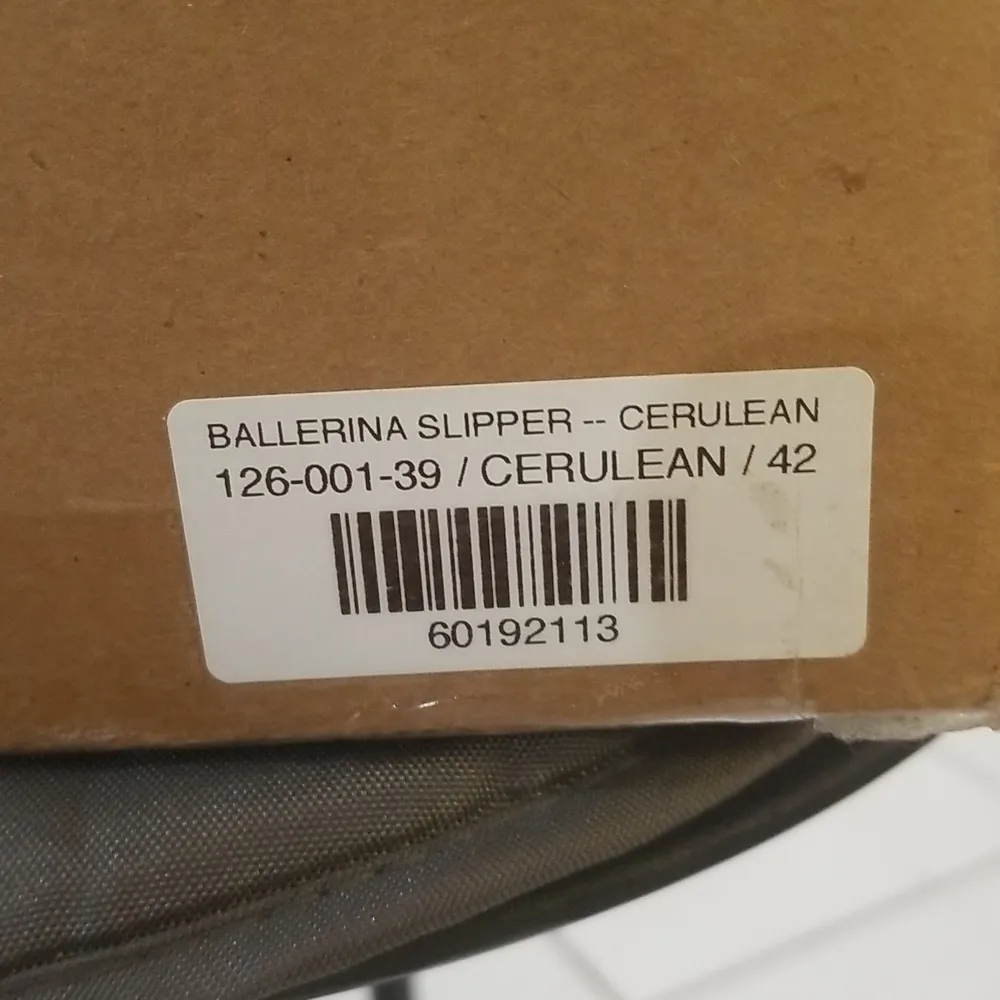 BALLERINA SLIPPER -- CERULEAN
126-001-39 / CERULEAN / 42
60192113